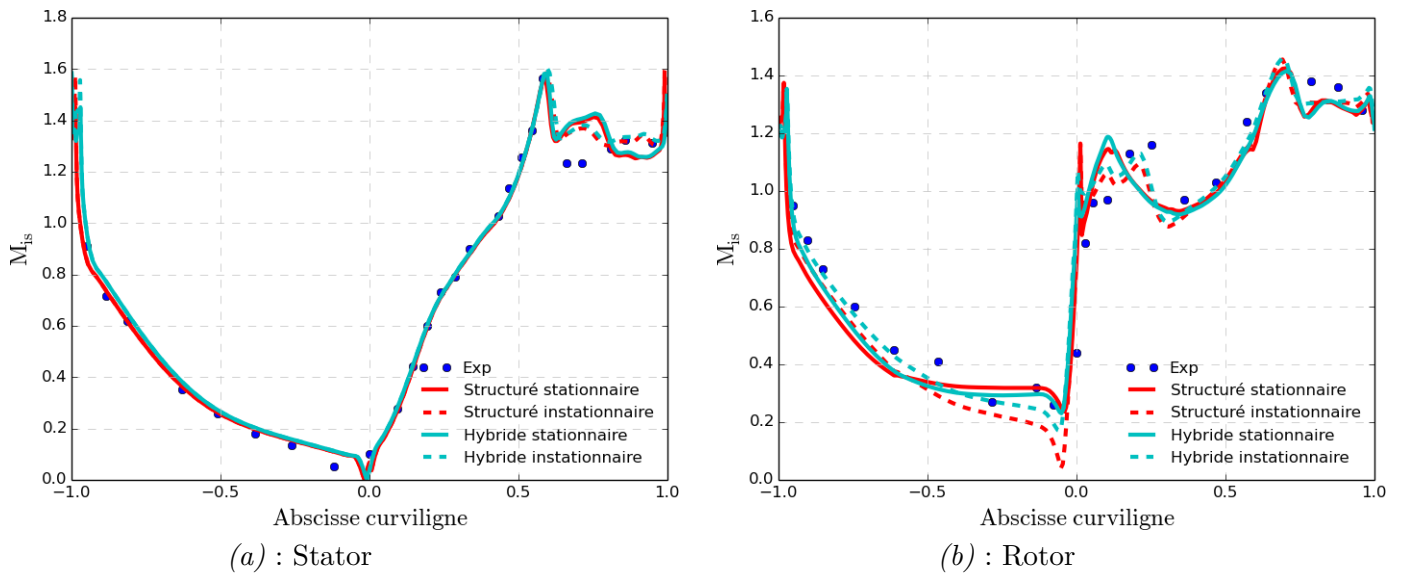 1.8
1.6
1.4
1.2
1.0
0.8
0.6
0.4
0.2
0.0
M_is
−1.0 −0.5 0.0 0.5 1.0
Abscisse curviligne
Exp
Structuré stationnaire
Structuré instationnaire
Hybride stationnaire
Hybride instationnaire
(a) : Stator
1.6
1.4
1.2
1.0
0.8
0.6
0.4
0.2
0.0
M_is
−1.0 −0.5 0.0 0.5 1.0
Abscisse curviligne
Exp
Structuré stationnaire
Structuré instationnaire
Hybride stationnaire
Hybride instationnaire
(b) : Rotor